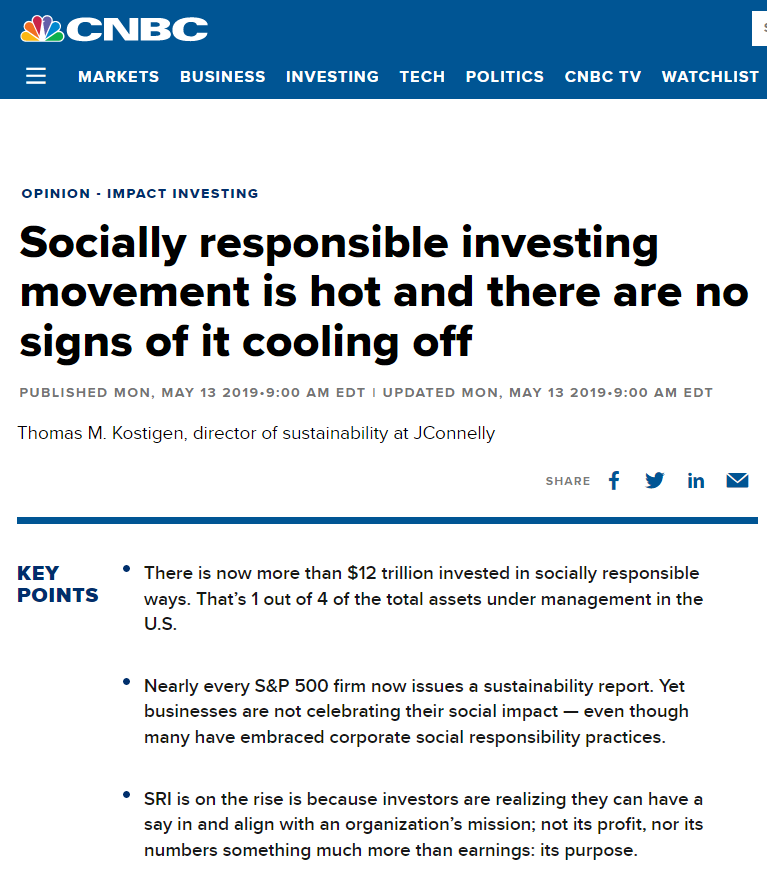 CNBC
MARKETS BUSINESS INVESTING TECH POLITICS CNBC TV WATCHLIST
OPINION - IMPACT INVESTING
Socially responsible investing
movement is hot and there are no
signs of it cooling off
PUBLISHED MON, MAY 13 2019•9:00 AM EDT | UPDATED MON, MAY 13 2019•9:00 AM EDT
Thomas M. Kostigen, director of sustainability at JConnelly
SHARE
KEY
POINTS
• There is now more than $12 trillion invested in socially responsible
ways. That’s 1 out of 4 of the total assets under management in the
U.S.
• Nearly every S&P 500 firm now issues a sustainability report. Yet
businesses are not celebrating their social impact — even though
many have embraced corporate social responsibility practices.
• SRI is on the rise is because investors are realizing they can have a
say in and align with an organization’s mission; not its profit, nor its
numbers something much more than earnings: its purpose.